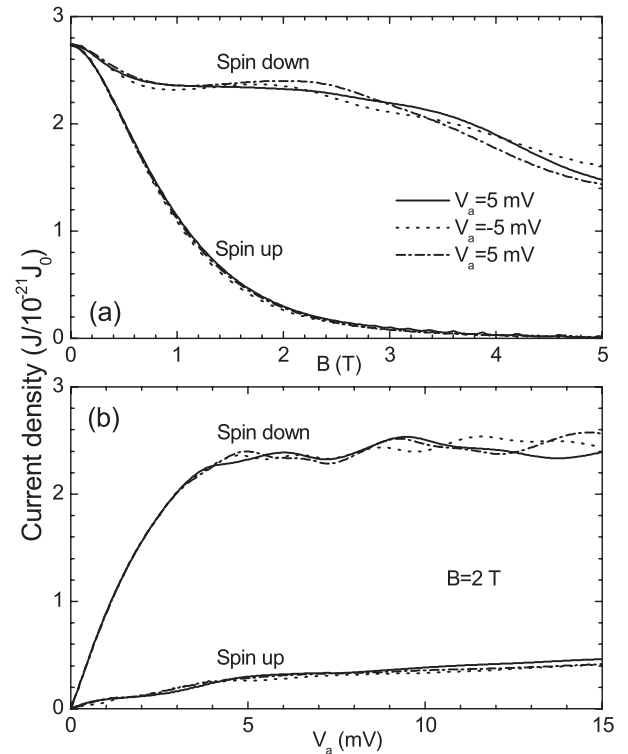 3
Spin down
2
V_a=5 mV
V_a=-5 mV
V_a=5 mV
1
Spin up
(a)
0
0 1 2 3 4 5
B (T)
Current density (J/10^-21 J_0)
3
(b)
Spin down
2
B=2 T
1
Spin up
0
0 5 10 15
V_a (mV)